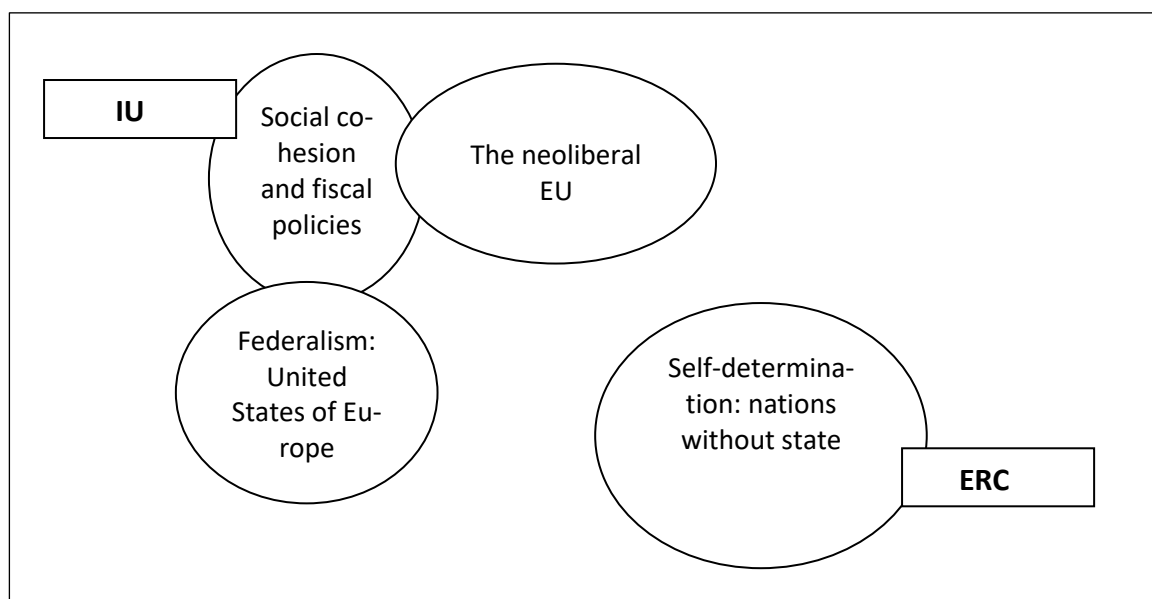 IU
Social co-
hesion
and fiscal
policies
The neoliberal
EU
Federalism:
United
States of Eu-
rope
Self-determina-
tion: nations
without state
ERC